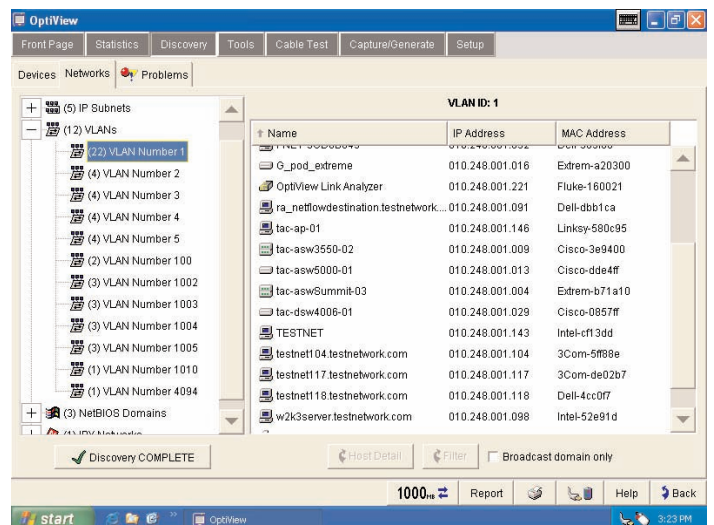 OptiView
Front Page Statistics Discovery Tools Cable Test Capture/Generate Setup
Devices Networks Problems
(5) IP Subnets
(12) VLANs
(22) VLAN Number 1
(4) VLAN Number 2
(4) VLAN Number 3
(4) VLAN Number 4
(4) VLAN Number 5
(2) VLAN Number 100
(3) VLAN Number 1002
(3) VLAN Number 1003
(3) VLAN Number 1004
(3) VLAN Number 1005
(1) VLAN Number 1010
(1) VLAN Number 4094
(3) NetBIOS Domains
VLAN ID: 1
Name IP Address MAC Address
G_pod_extreme 010.248.001.016 Extrem-a20300
OptiView Link Analyzer 010.248.001.221 Fluke-160021
ra_netflowdestination.testnetwork... 010.248.001.091 Dell-dbb1ca
tac-ap-01 010.248.001.146 Linksy-580c95
tac-asw3550-02 010.248.001.009 Cisco-3e9400
tac-asw5000-01 010.248.001.013 Cisco-dde4ff
tac-aswSummit-03 010.248.001.004 Extrem-b71a10
tac-dsw4006-01 010.248.001.029 Cisco-0857ff
TESTNET 010.248.001.143 Intel-cf13dd
testnet104.testnetwork.com 010.248.001.104 3Com-5ff88e
testnet117.testnetwork.com 010.248.001.117 3Com-de02b7
testnet118.testnetwork.com 010.248.001.118 Dell-4cc0f7
w2k3server.testnetwork.com 010.248.001.098 Intel-52e91d
Discovery COMPLETE Host Detail Filter Broadcast domain only
1000 Report Help Back
start OptiView 3:23 PM